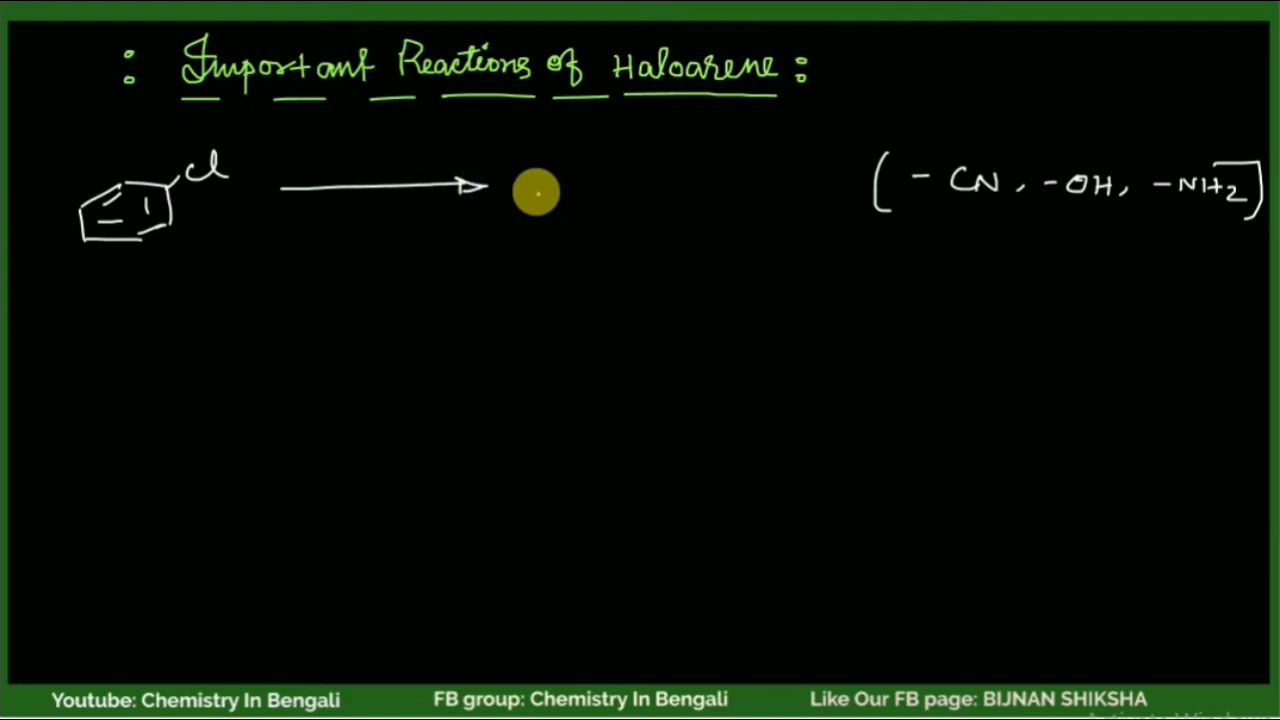 : Important Reactions of Haloarene :
Cl
( - CN, -OH, -NH2 )
Youtube: Chemistry In Bengali FB group: Chemistry In Bengali Like Our FB page: BIJNAN SHIKSHA